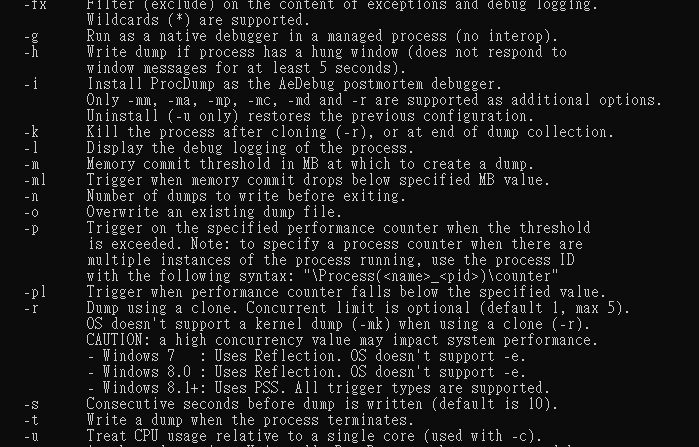 -fx     Filter (exclude) on the content of exceptions and debug logging.
        Wildcards (*) are supported.
-g      Run as a native debugger in a managed process (no interop).
-h      Write dump if process has a hung window (does not respond to
        window messages for at least 5 seconds).
-i      Install ProcDump as the AeDebug postmortem debugger.
        Only -mm, -ma, -mp, -mc, -md and -r are supported as additional options.
        Uninstall (-u only) restores the previous configuration.
-k      Kill the process after cloning (-r), or at end of dump collection.
-l      Display the debug logging of the process.
-m      Memory commit threshold in MB at which to create a dump.
-ml     Trigger when memory commit drops below specified MB value.
-n      Number of dumps to write before exiting.
-o      Overwrite an existing dump file.
-p      Trigger on the specified performance counter when the threshold
        is exceeded. Note: to specify a process counter when there are
        multiple instances of the process running, use the process ID
        with the following syntax: "\Process(<name>_<pid>)\counter"
-pl     Trigger when performance counter falls below the specified value.
-r      Dump using a clone. Concurrent limit is optional (default 1, max 5).
        OS doesn't support a kernel dump (-mk) when using a clone (-r).
        CAUTION: a high concurrency value may impact system performance.
        - Windows 7   : Uses Reflection. OS doesn't support -e.
        - Windows 8.0 : Uses Reflection. OS doesn't support -e.
        - Windows 8.1+: Uses PSS. All trigger types are supported.
-s      Consecutive seconds before dump is written (default is 10).
-t      Write a dump when the process terminates.
-u      Treat CPU usage relative to a single core (used with -c).